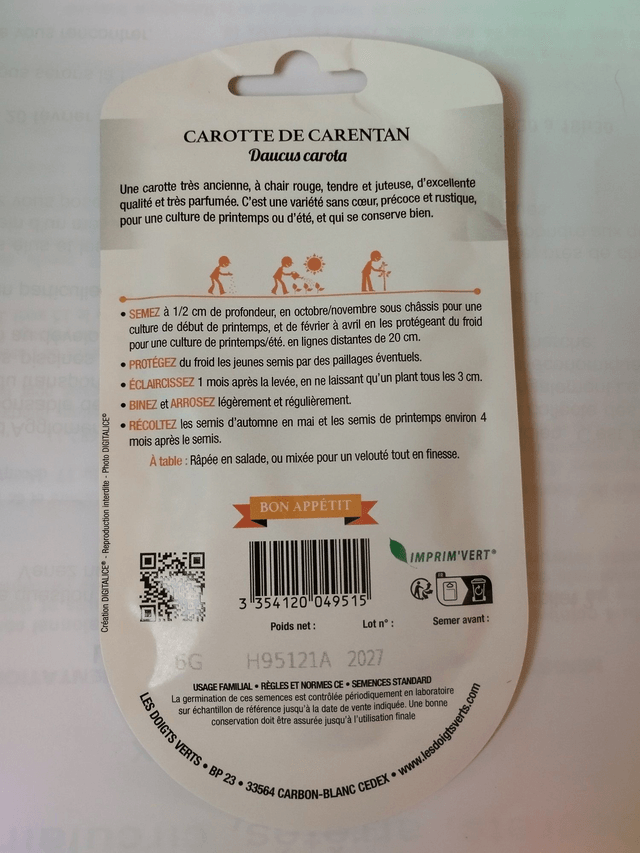 CAROTTE DE CARENTAN
Daucus carota
Une carotte très ancienne, à chair rouge, tendre et juteuse, d'excellente
qualité et très parfumée. C'est une variété sans cœur, précoce et rustique,
pour une culture de printemps ou d'été, et qui se conserve bien.
• SEMEZ à 1/2 cm de profondeur, en octobre/novembre sous châssis pour une
culture de début de printemps, et de février à avril en les protégeant du froid
pour une culture de printemps/été. en lignes distantes de 20 cm.
• PROTÉGEZ du froid les jeunes semis par des paillages éventuels.
• ÉCLAIRCISSEZ 1 mois après la levée, en ne laissant qu'un plant tous les 3 cm.
• BINEZ et ARROSEZ légèrement et régulièrement.
• RÉCOLTEZ les semis d'automne en mai et les semis de printemps environ 4
mois après le semis.
À table : Râpée en salade, ou mixée pour un velouté tout en finesse.
Création DIGITALICE® - Reproduction interdite - Photo DIGITALICE®
BON APPÉTIT
IMPRIM'VERT®
3 354120 049515
Poids net : Lot n° : Semer avant :
6G H95121A 2027
USAGE FAMILIAL • RÈGLES ET NORMES CE • SEMENCES STANDARD
La germination de ces semences est contrôlée périodiquement en laboratoire
sur échantillon de référence jusqu'à la date de vente indiquée. Une bonne
conservation doit être assurée jusqu'à l'utilisation finale
LES DOIGTS VERTS • BP 23 • 33564 CARBON-BLANC CEDEX • www.lesdoigtsverts.com